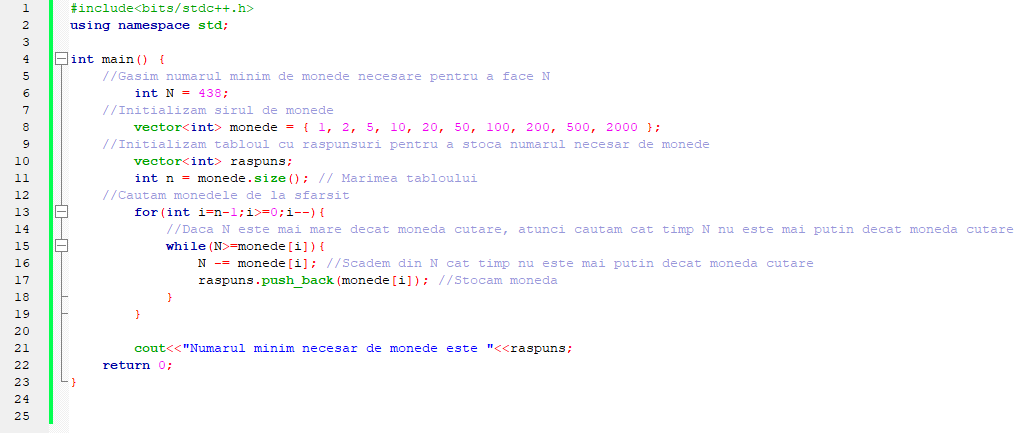 1 #include<bits/stdc++.h>
2 using namespace std;
3
4 int main() {
5 //Gasim numarul minim de monede necesare pentru a face N
6 int N = 438;
7 //Initializam sirul de monede
8 vector<int> monede = { 1, 2, 5, 10, 20, 50, 100, 200, 500, 2000 };
9 //Initializam tabloul cu raspunsuri pentru a stoca numarul necesar de monede
10 vector<int> raspuns;
11 int n = monede.size(); // Marimea tabloului
12 //Cautam monedele de la sfarsit
13 for(int i=n-1;i>=0;i--){
14 //Daca N este mai mare decat moneda cutare, atunci cautam cat timp N nu este mai putin decat moneda cutare
15 while(N>=monede[i]){
16 N -= monede[i]; //Scadem din N cat timp nu este mai putin decat moneda cutare
17 raspuns.push_back(monede[i]); //Stocam moneda
18 }
19 }
20
21 cout<<"Numarul minim necesar de monede este "<<raspuns;
22 return 0;
23 }
24
25